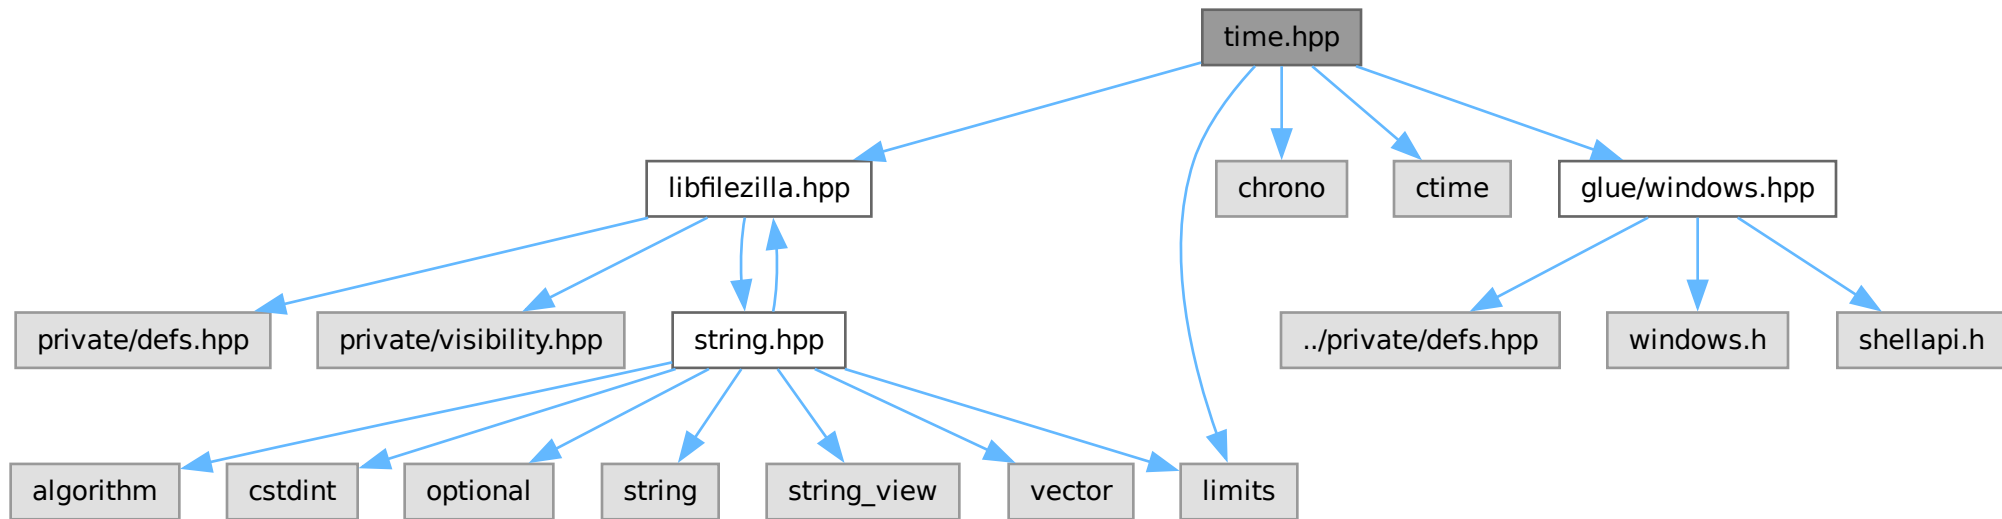 time.hpp
libfilezilla.hpp
chrono
ctime
glue/windows.hpp
private/defs.hpp
private/visibility.hpp
string.hpp
../private/defs.hpp
windows.h
shellapi.h
algorithm
cstdint
optional
string
string_view
vector
limits